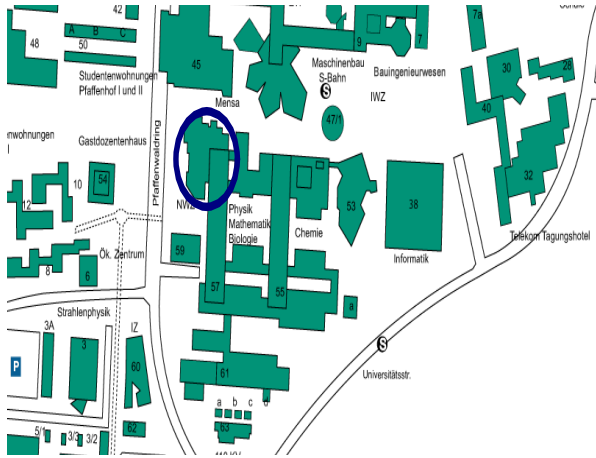 42
7a
A B C
9
7
48
50
45
Maschinenbau
S-Bahn
Bauingenieurwesen
30
28
Studentenwohnungen
Pfaffenhof I und II
S
IWZ
Mensa
40
47/1
Gastdozentenhaus
Pfaffenwaldring
54
10
32
12
NWZ
53
38
Physik
Mathematik
Biologie
Chemie
Telekom Tagungshotel
Ök. Zentrum
59
Informatik
8
6
57
55
a
Strahlenphysik
3A
IZ
3
S
P
60
61
Universitätsstr.
a b c d
62
63
5/1
3/3
3/2